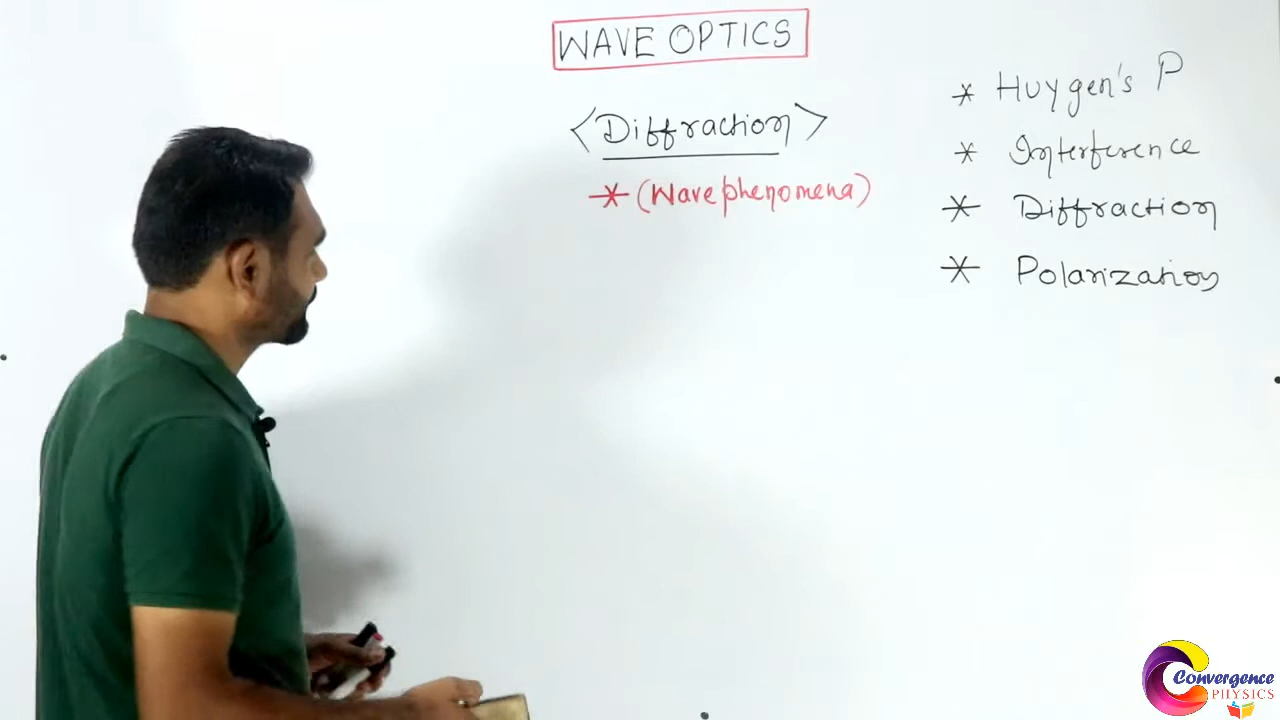 WAVE OPTICS
<Diffraction>
* (Wave phenomena)
* Huygen's P
* Interference
* Diffraction
* Polarization
Convergence
PHYSICS